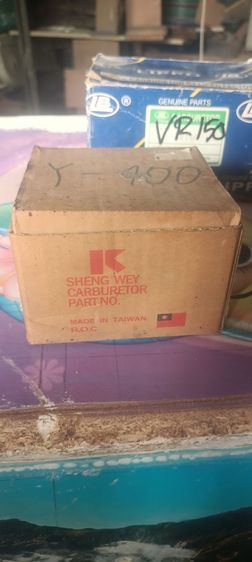 GENUINE PARTS
VR150
Y-400
K
SHENG WEY
CARBURETOR
PART NO.
MADE IN TAIWAN
R.O.C.